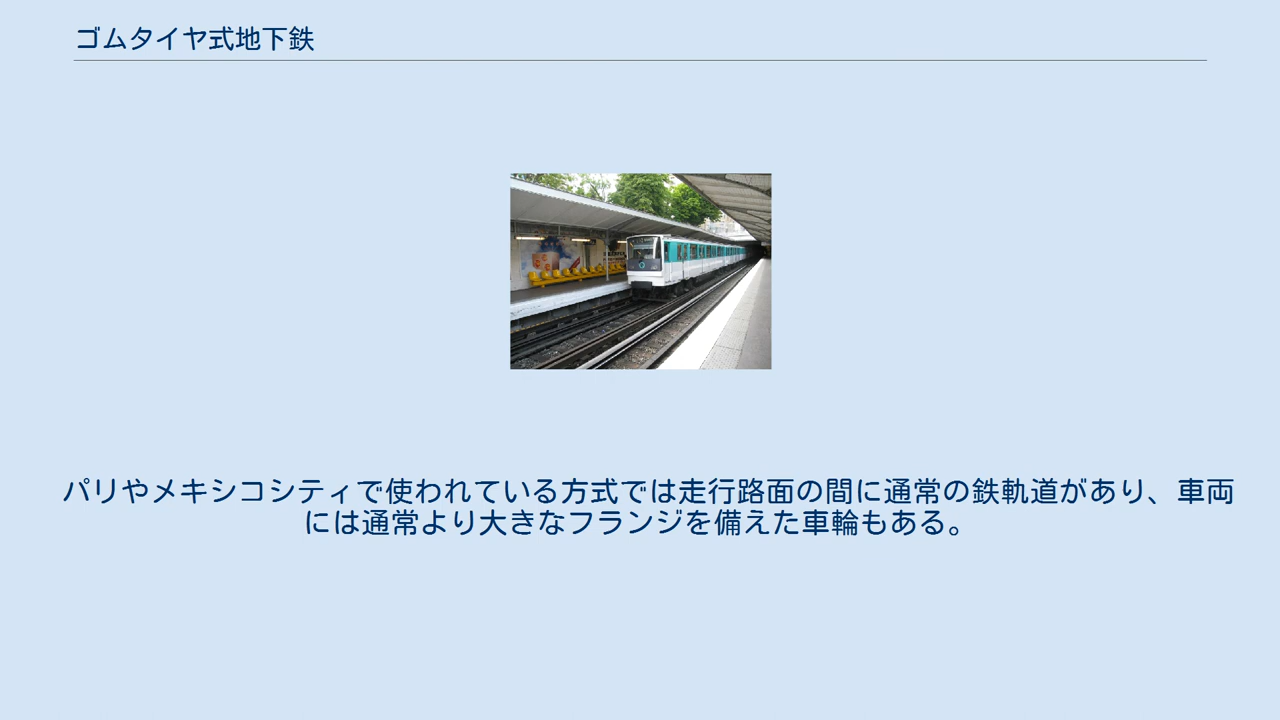 ゴムタイヤ式地下鉄
パリやメキシコシティで使われている方式では走行路面の間に通常の鉄軌道があり、車両
には通常より大きなフランジを備えた車輪もある。